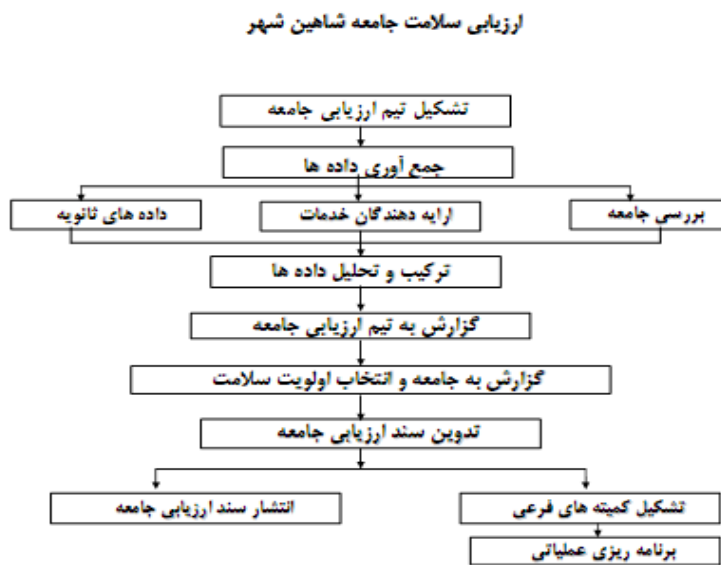 ارزیابی سلامت جامعه شاهین شهر
تشکیل تیم ارزیابی جامعه
جمع آوری داده ها
بررسی جامعه
ارایه دهندگان خدمات
داده های ثانویه
ترکیب و تحلیل داده ها
گزارش به تیم ارزیابی جامعه
گزارش به جامعه و انتخاب اولویت سلامت
تدوین سند ارزیابی جامعه
تشکیل کمیته های فرعی
انتشار سند ارزیابی جامعه
برنامه ریزی عملیاتی